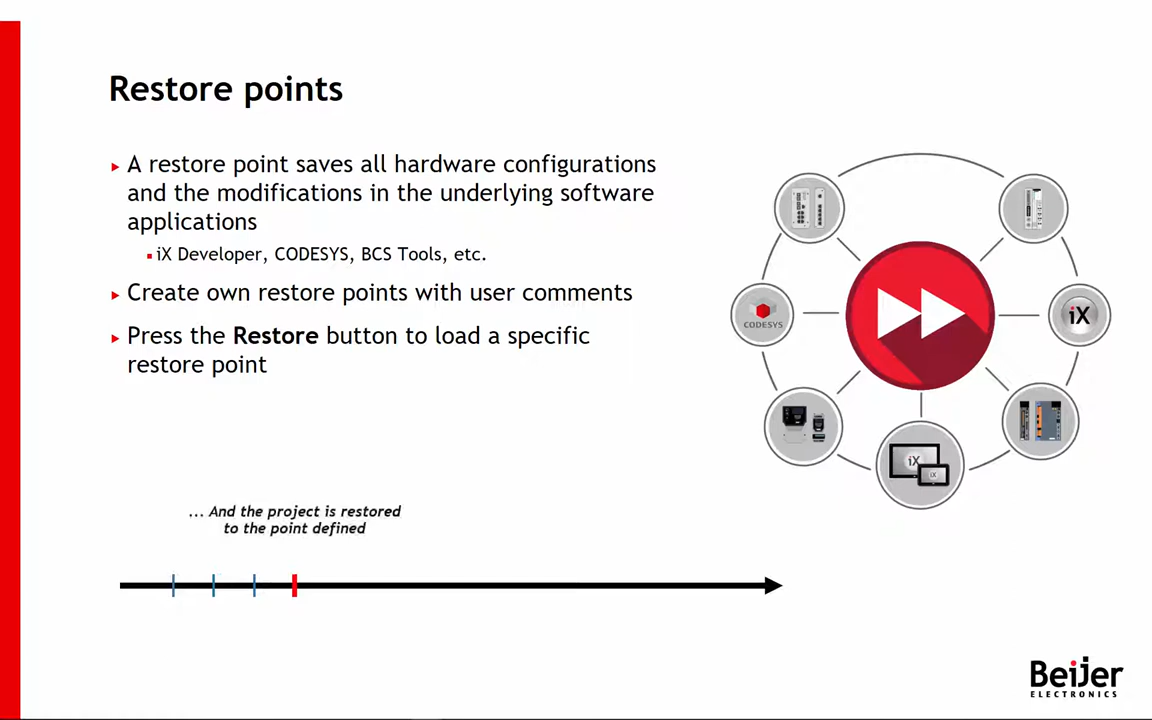 Restore points
A restore point saves all hardware configurations
and the modifications in the underlying software
applications
iX Developer, CODESYS, BCS Tools, etc.
Create own restore points with user comments
Press the Restore button to load a specific
restore point
CODESYS
iX
iX
iX
... And the project is restored
to the point defined
Beijer
ELECTRONICS